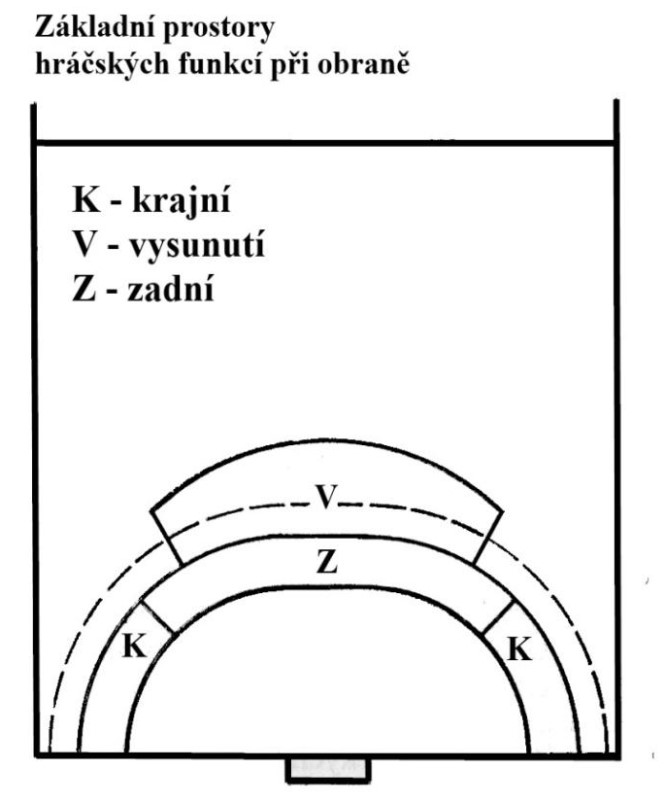 Základní prostory
hráčských funkcí při obraně
K - krajní
V - vysunutí
Z - zadní
V
Z
K
K